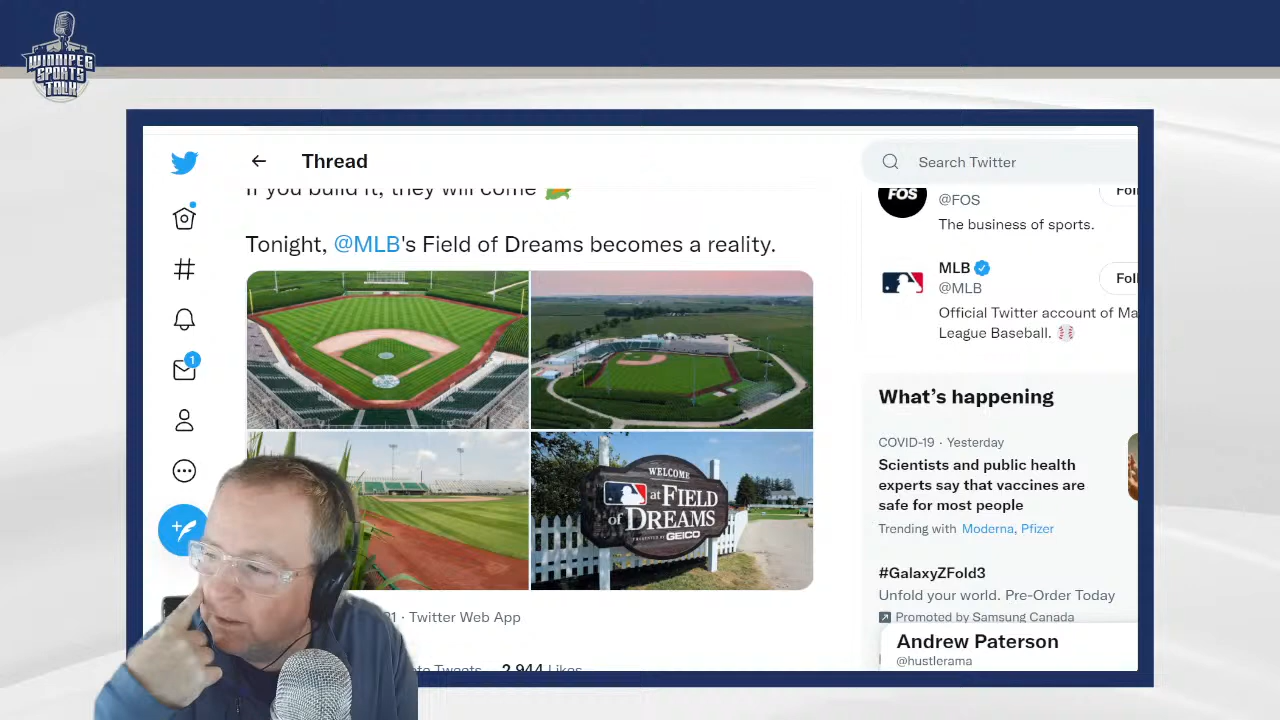 WINNIPEG
SPORTS
TALK
Thread
Search Twitter
If you build it, they will come
FOS
@FOS
The business of sports.
Tonight, @MLB's Field of Dreams becomes a reality.
MLB
@MLB
Official Twitter account of Ma
League Baseball.
1
What's happening
COVID-19 · Yesterday
Scientists and public health
experts say that vaccines are
safe for most people
Trending with Moderna, Pfizer
WELCOME
at FIELD
of DREAMS
PRESENTED BY GEICO
#GalaxyZFold3
Unfold your world. Pre-Order Today
Promoted by Samsung Canada
· Twitter Web App
Andrew Paterson
@hustlerama
Tweets 2,944 Likes